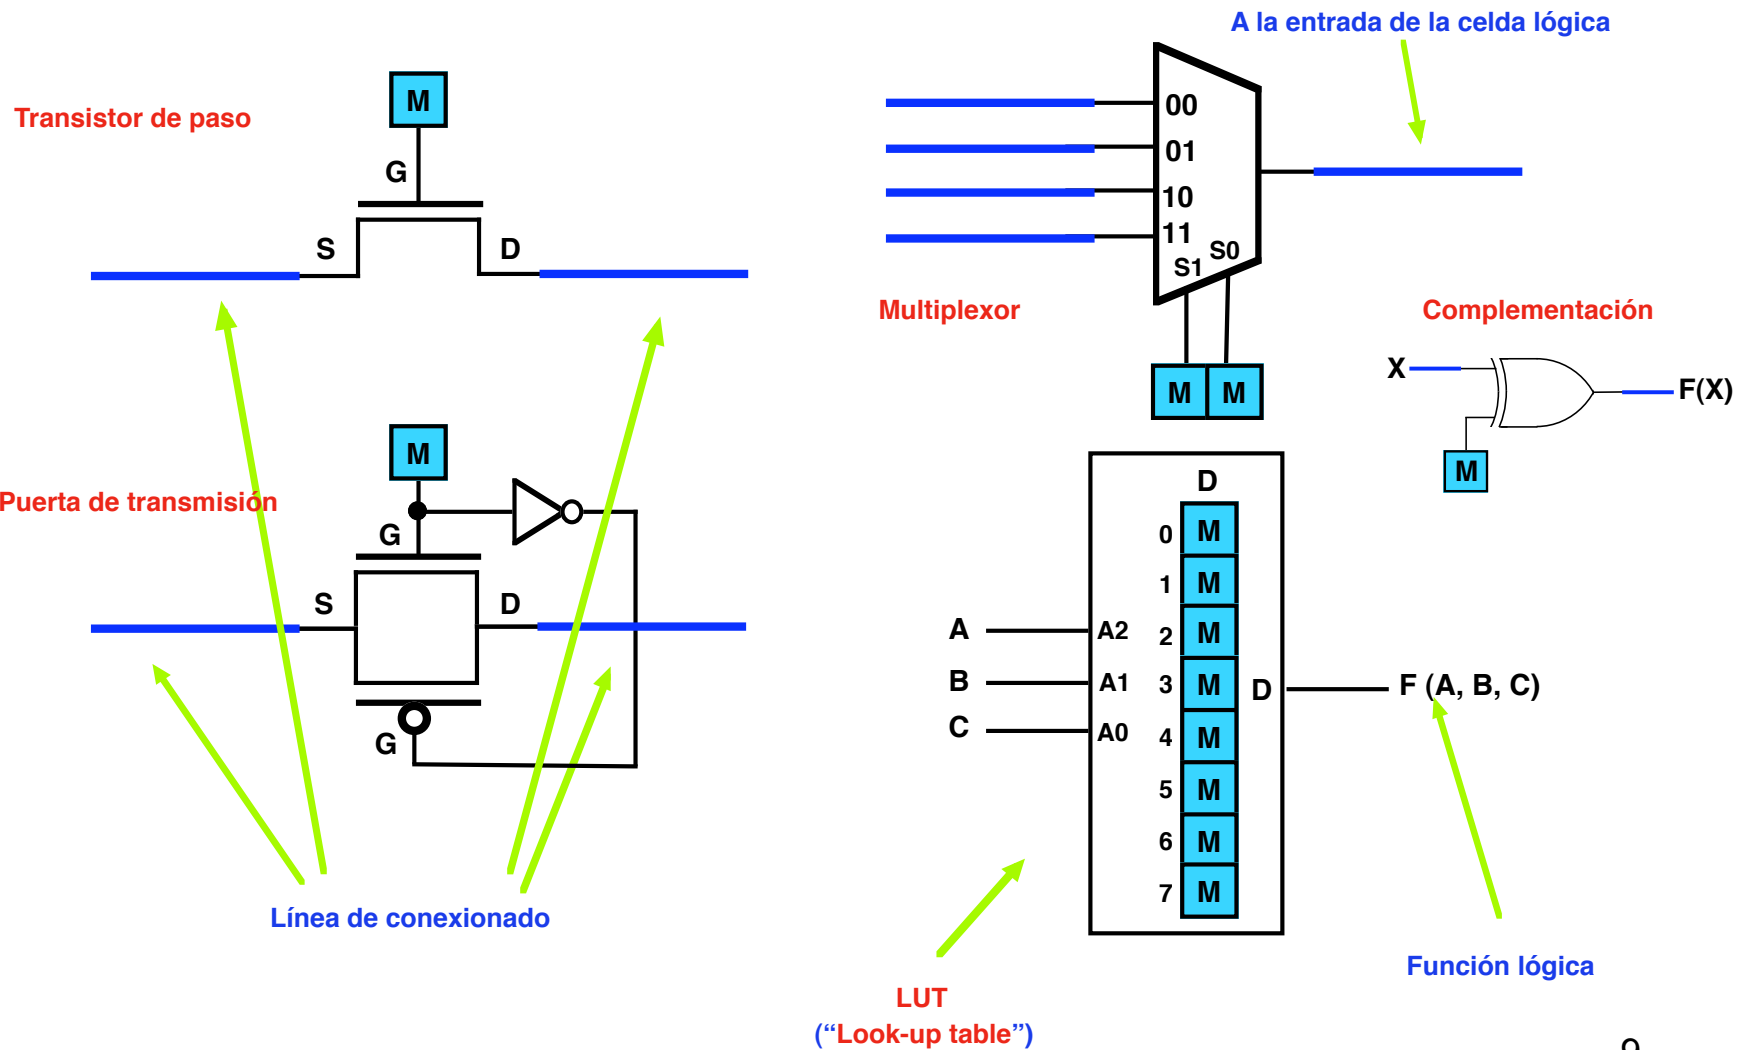 A la entrada de la celda lógica
Transistor de paso
M
G
S
D
00
01
10
11
S1
S0
M
M
Multiplexor
Complementación
X
F(X)
M
Puerta de transmisión
M
G
S
D
G
Línea de conexionado
D
0 M
1 M
A A2 2 M
B A1 3 M D F (A, B, C)
C A0 4 M
5 M
6 M
7 M
Función lógica
LUT
(“Look-up table”)